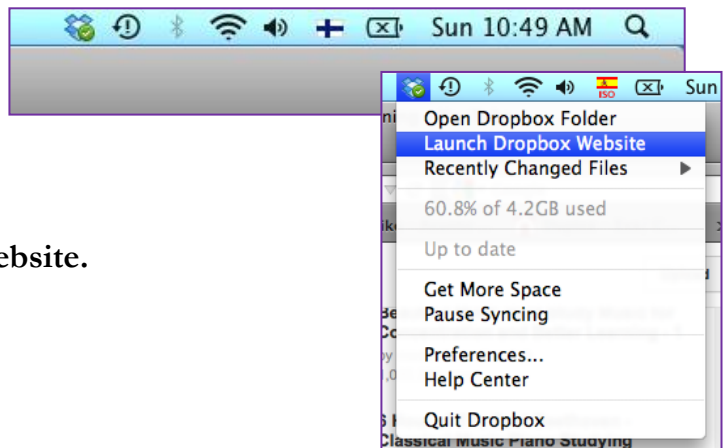 Sun 10:49 AM
ISO Sun
Open Dropbox Folder
Launch Dropbox Website
Recently Changed Files
60.8% of 4.2GB used
Up to date
ebsite.
Get More Space
Pause Syncing
Preferences...
Help Center
Quit Dropbox
Classical Music Piano Studying